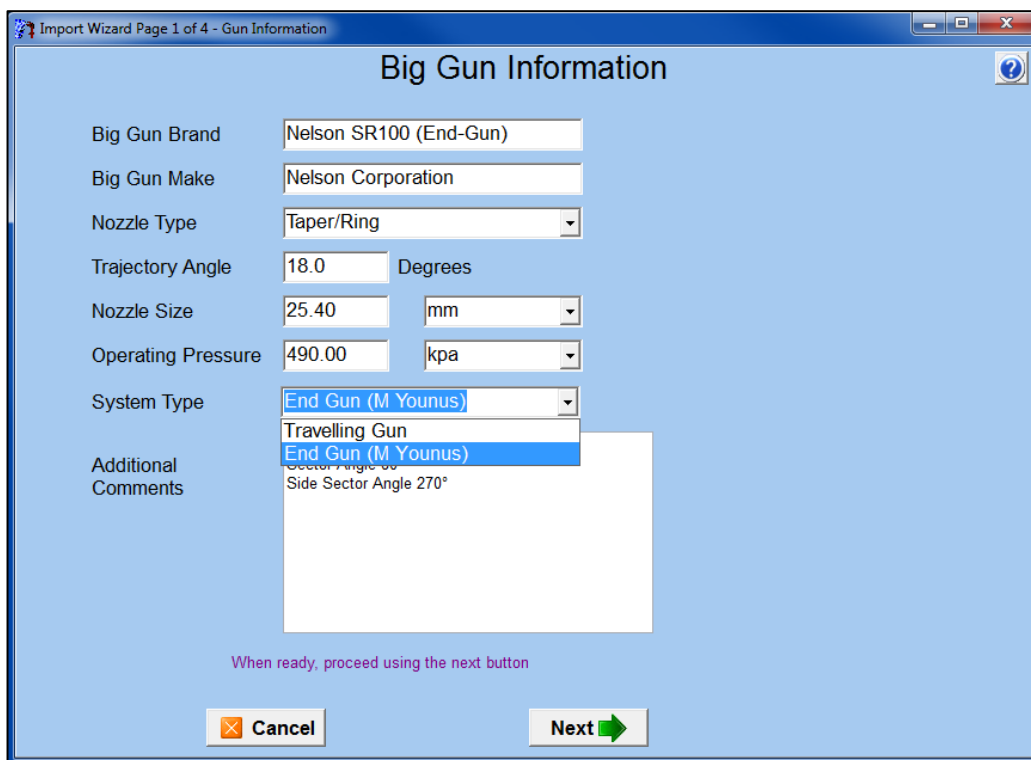 Import Wizard Page 1 of 4 - Gun Information
Big Gun Information
Big Gun Brand Nelson SR100 (End-Gun)
Big Gun Make Nelson Corporation
Nozzle Type Taper/Ring
Trajectory Angle 18.0 Degrees
Nozzle Size 25.40 mm
Operating Pressure 490.00 kpa
System Type End Gun (M Younus)
Travelling Gun
End Gun (M Younus)
Additional
Comments
Sector Angle
Side Sector Angle 270°
When ready, proceed using the next button
Cancel Next